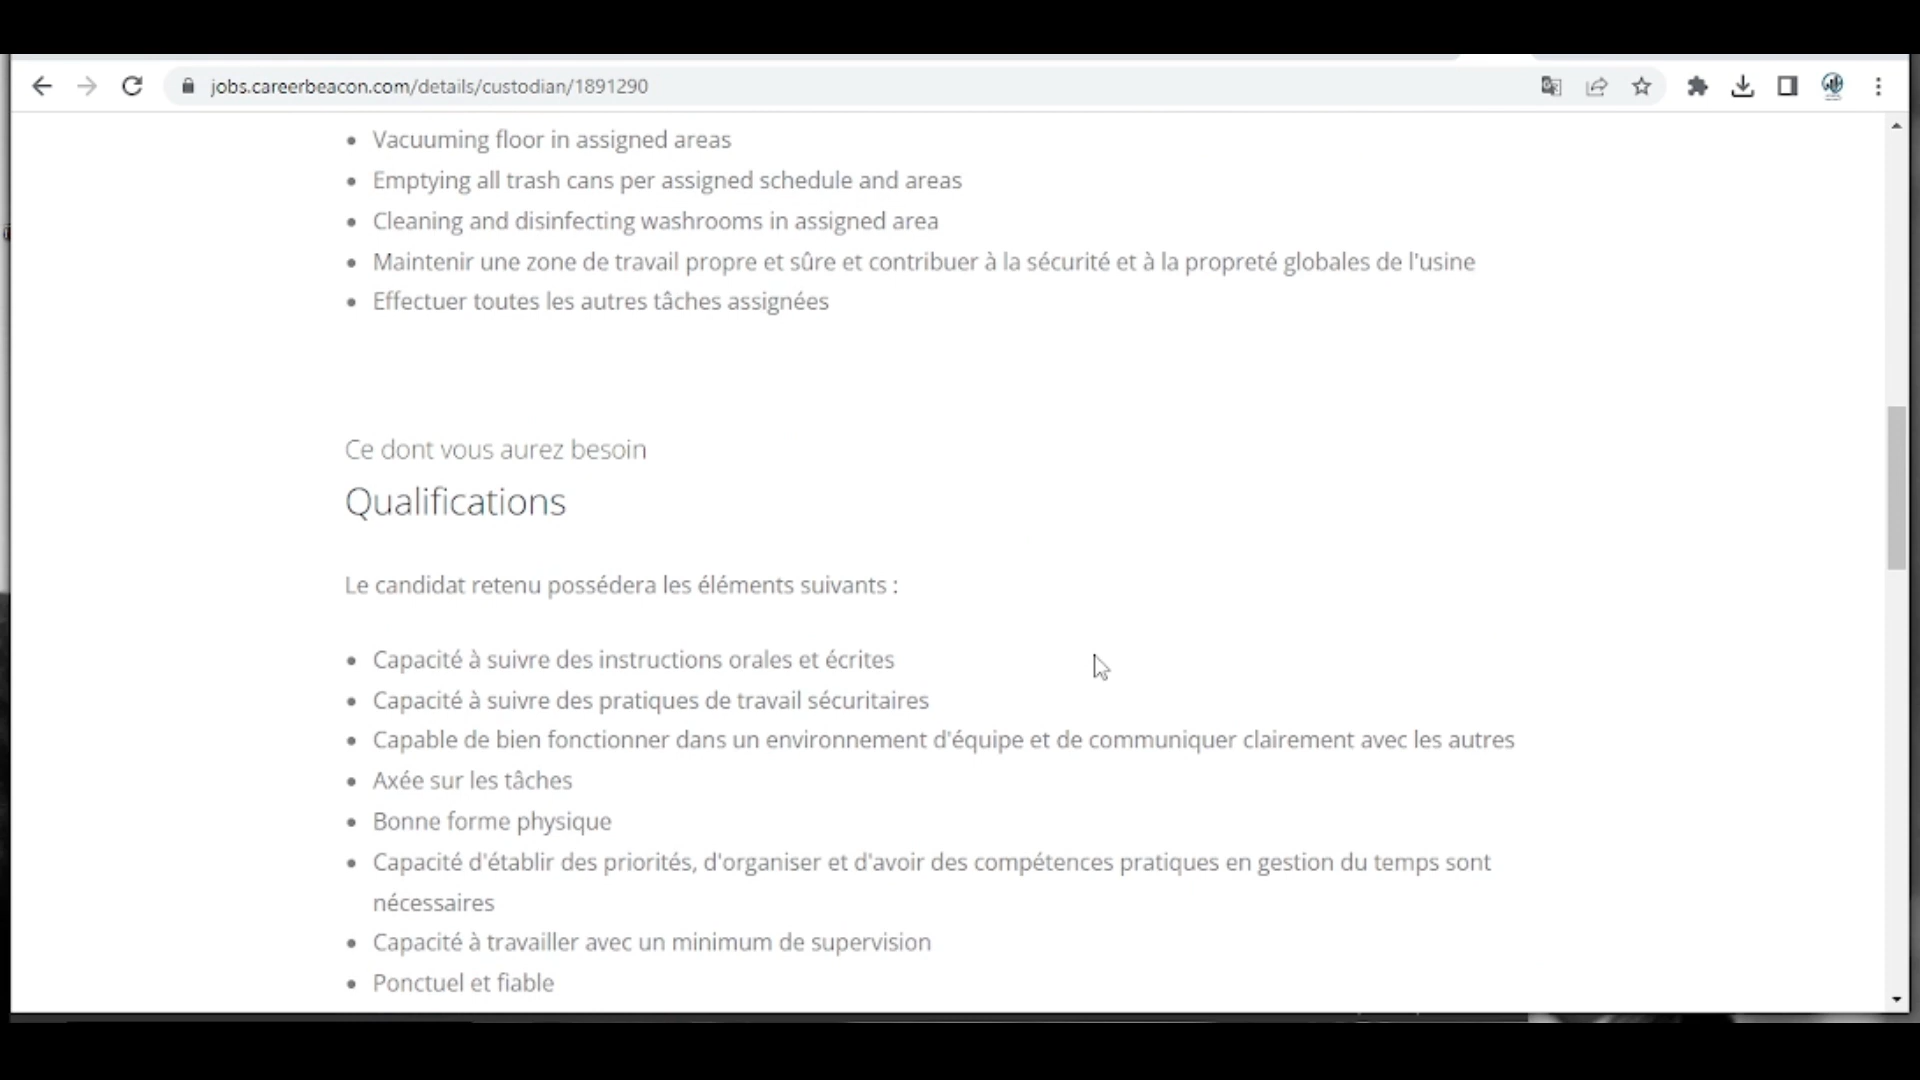 jobs.careerbeacon.com/details/custodian/1891290
Vacuuming floor in assigned areas
Emptying all trash cans per assigned schedule and areas
Cleaning and disinfecting washrooms in assigned area
Maintenir une zone de travail propre et sûre et contribuer à la sécurité et à la propreté globales de l'usine
Effectuer toutes les autres tâches assignées
Ce dont vous aurez besoin
Qualifications
Le candidat retenu possédera les éléments suivants :
Capacité à suivre des instructions orales et écrites
Capacité à suivre des pratiques de travail sécuritaires
Capable de bien fonctionner dans un environnement d'équipe et de communiquer clairement avec les autres
Axée sur les tâches
Bonne forme physique
Capacité d'établir des priorités, d'organiser et d'avoir des compétences pratiques en gestion du temps sont
nécessaires
Capacité à travailler avec un minimum de supervision
Ponctuel et fiable